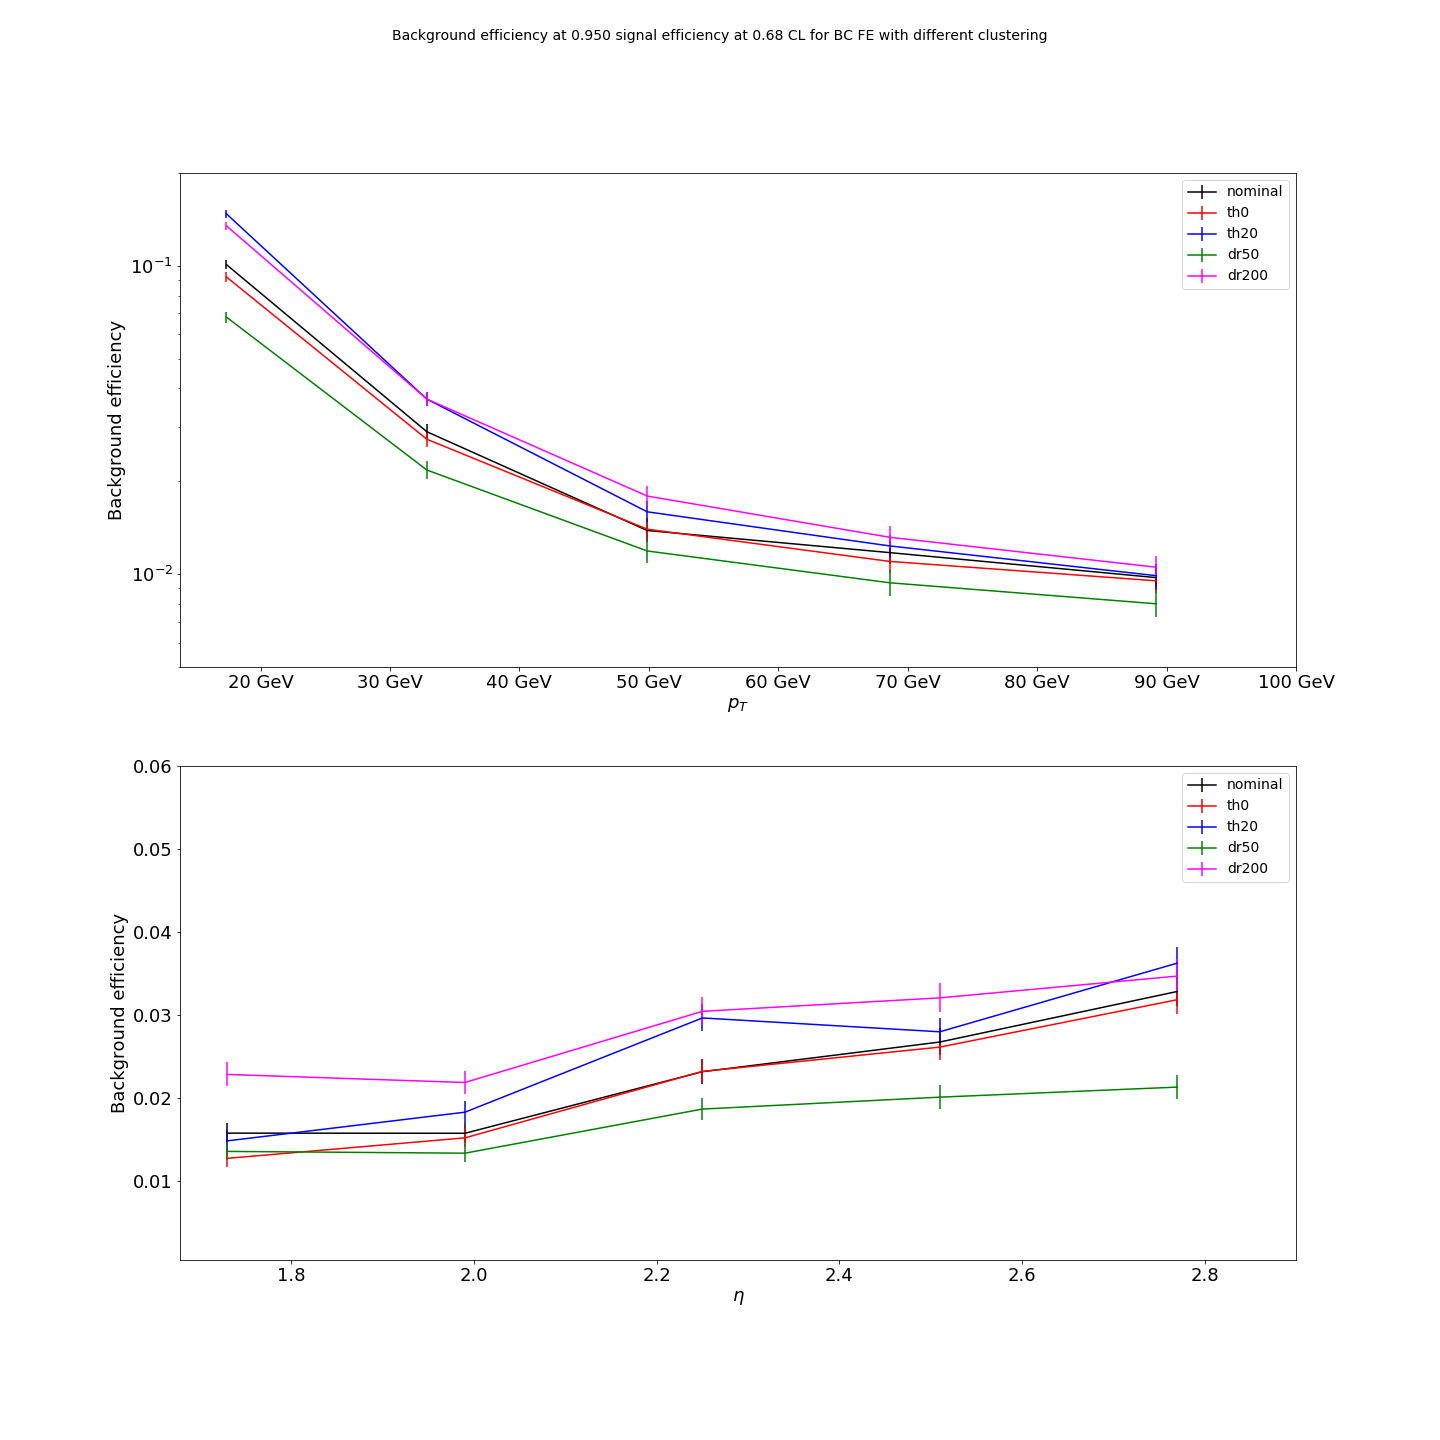 Background efficiency at 0.950 signal efficiency at 0.68 CL for BC FE with different clustering
Background efficiency
10⁻¹
10⁻²
nominal
th0
th20
dr50
dr200
20 GeV 30 GeV 40 GeV 50 GeV 60 GeV 70 GeV 80 GeV 90 GeV 100 GeV
p_T
Background efficiency
0.06
0.05
0.04
0.03
0.02
0.01
nominal
th0
th20
dr50
dr200
1.8 2.0 2.2 2.4 2.6 2.8
η